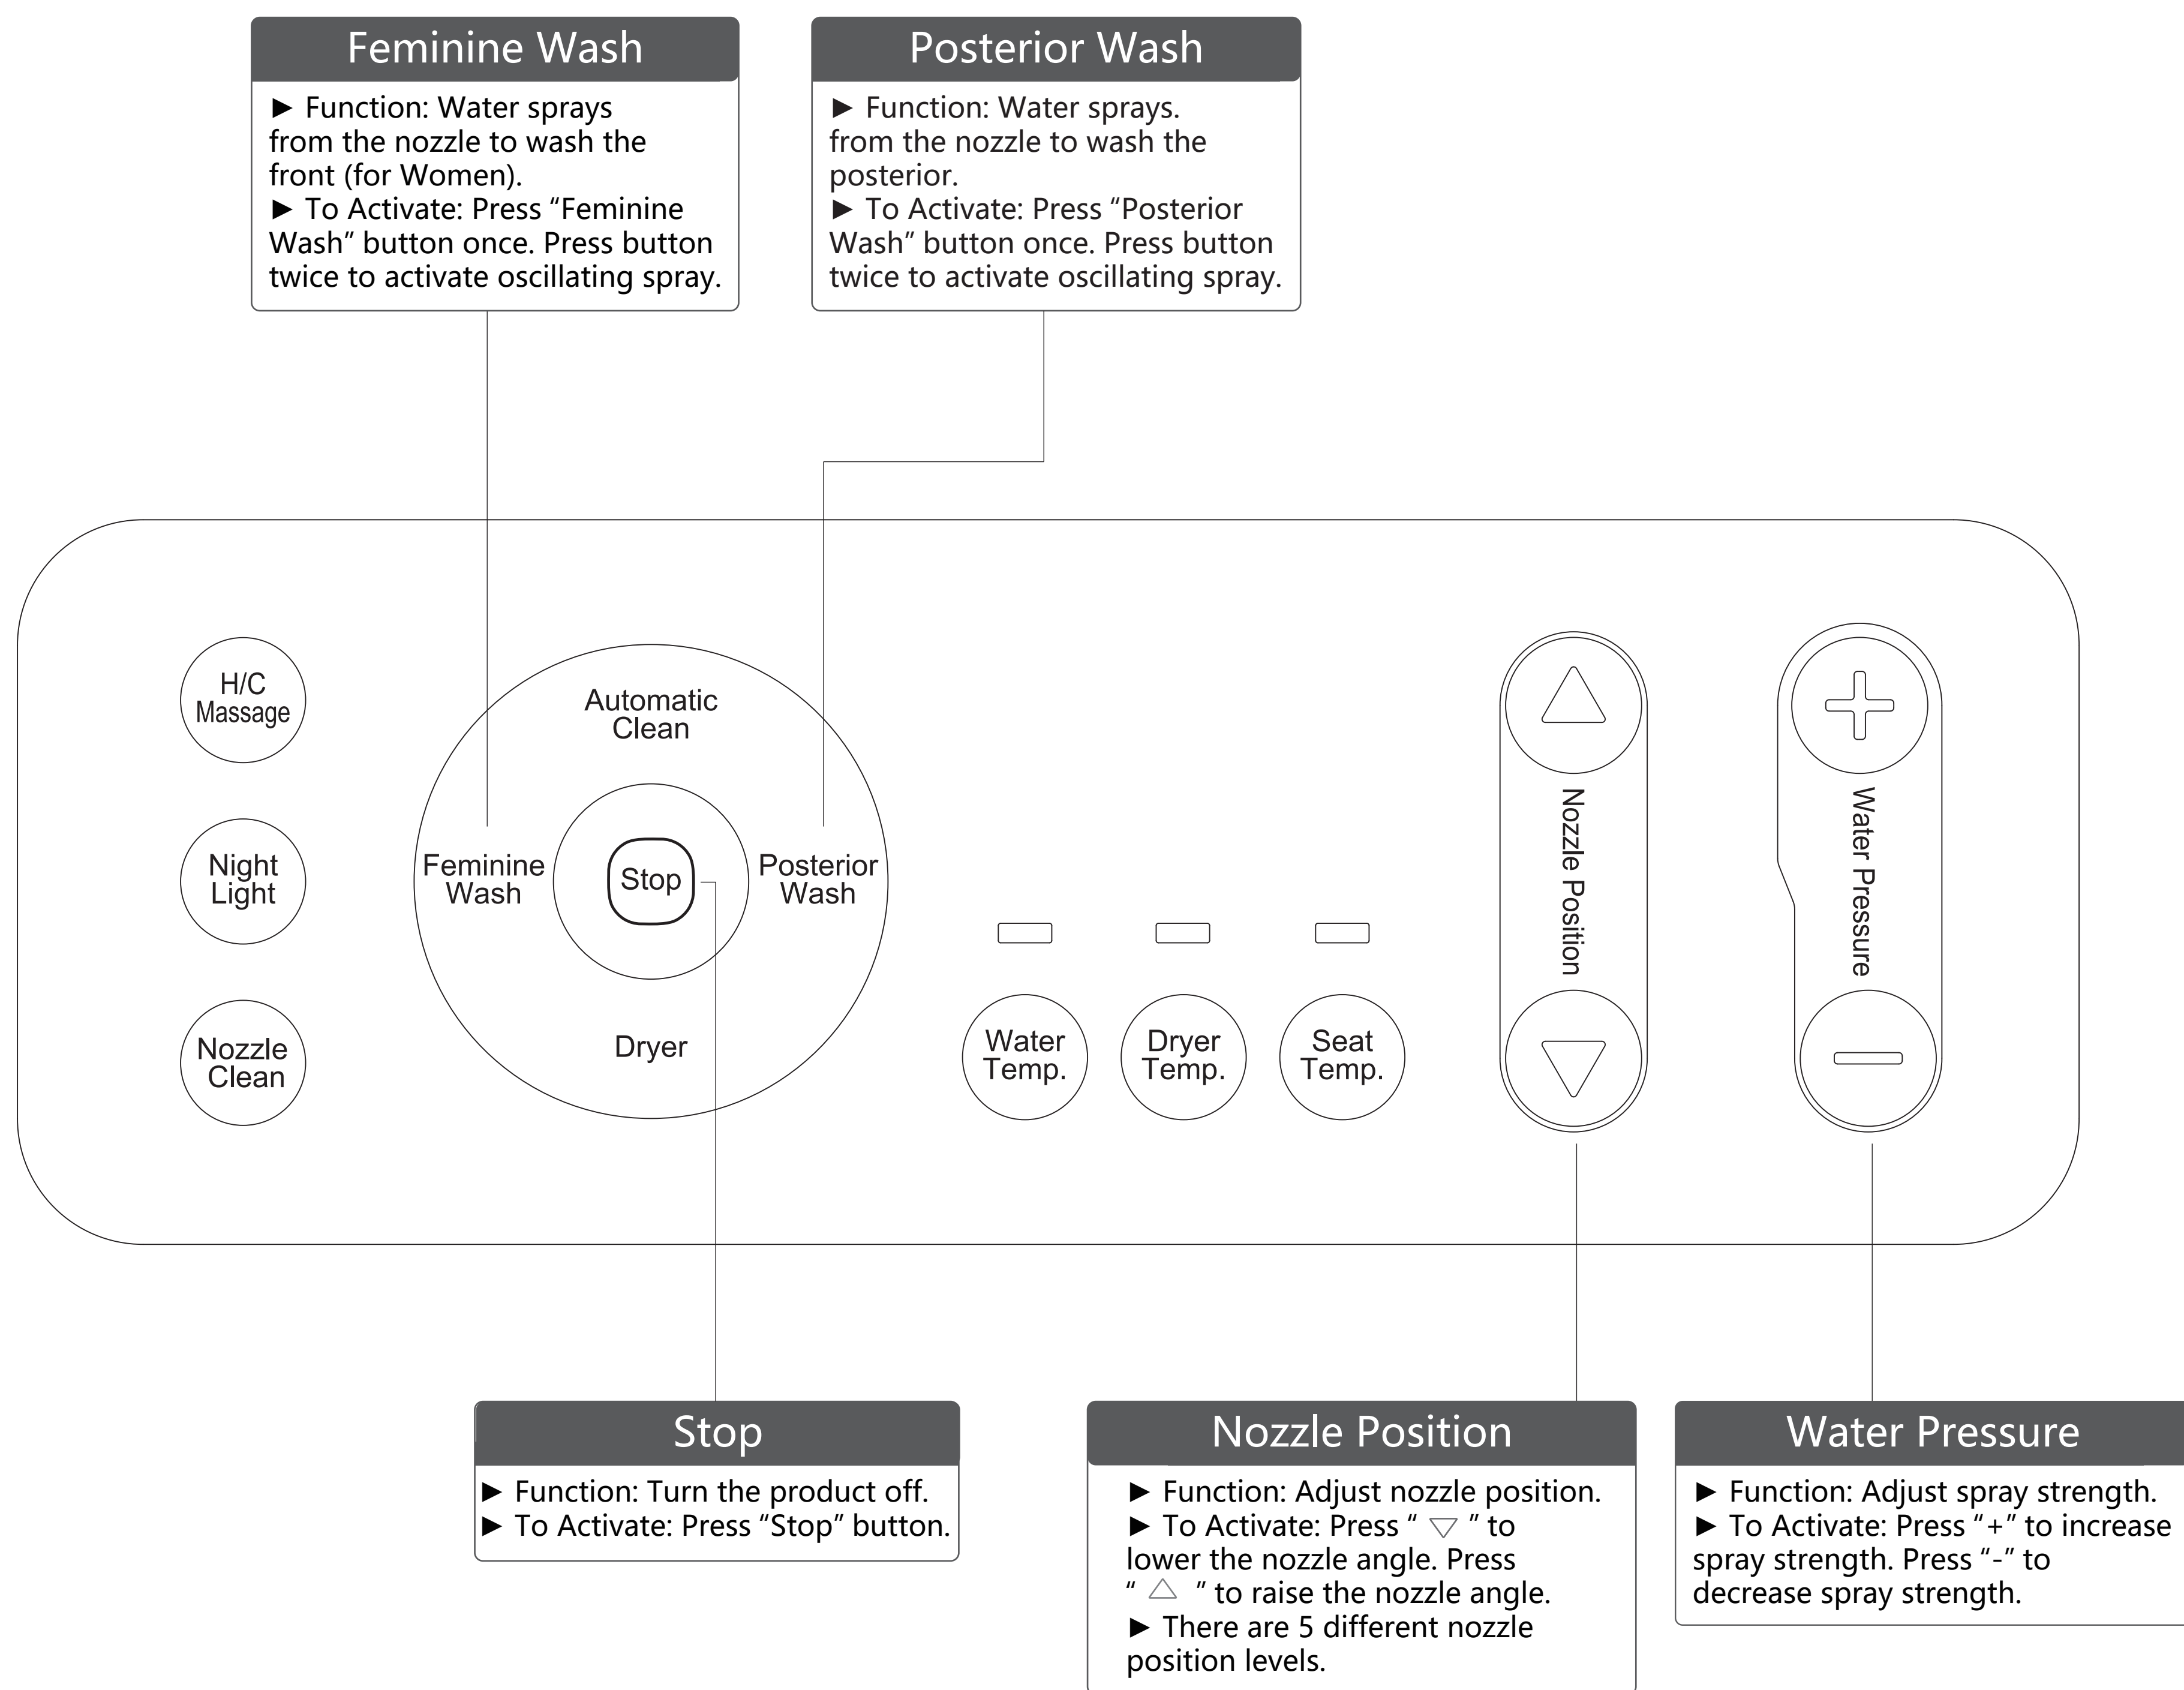 Feminine Wash
► Function: Water sprays
from the nozzle to wash the
front (for Women).
► To Activate: Press “Feminine
Wash” button once. Press button
twice to activate oscillating spray.
Posterior Wash
► Function: Water sprays.
from the nozzle to wash the
posterior.
► To Activate: Press “Posterior
Wash” button once. Press button
twice to activate oscillating spray.
H/C
Massage
Night
Light
Nozzle
Clean
Automatic
Clean
Feminine
Wash
Stop
Posterior
Wash
Dryer
Water
Temp.
Dryer
Temp.
Seat
Temp.
Nozzle Position
Water Pressure
Stop
► Function: Turn the product off.
► To Activate: Press “Stop” button.
Nozzle Position
► Function: Adjust nozzle position.
► To Activate: Press “ ▽ ” to
lower the nozzle angle. Press
“ △ ” to raise the nozzle angle.
► There are 5 different nozzle
position levels.
Water Pressure
► Function: Adjust spray strength.
► To Activate: Press “+” to increase
spray strength. Press “-” to
decrease spray strength.